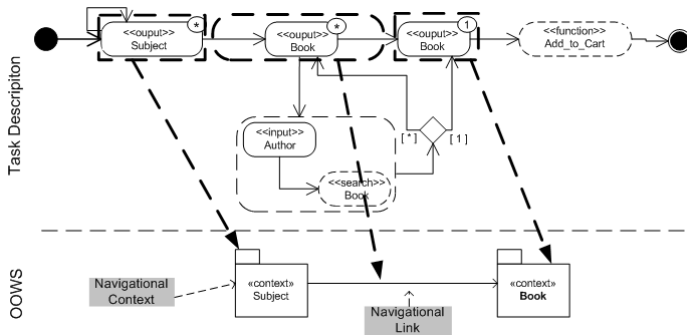 Task Descripiton
<<ouput>>
Subject
*
<<ouput>>
Book
*
<<ouput>>
Book
1
<<function>>
Add_to_Cart
<<input>>
Author
<<search>>
Book
[ * ]
[ 1 ]
OOWS
Navigational
Context
«context»
Subject
Navigational
Link
«context»
Book